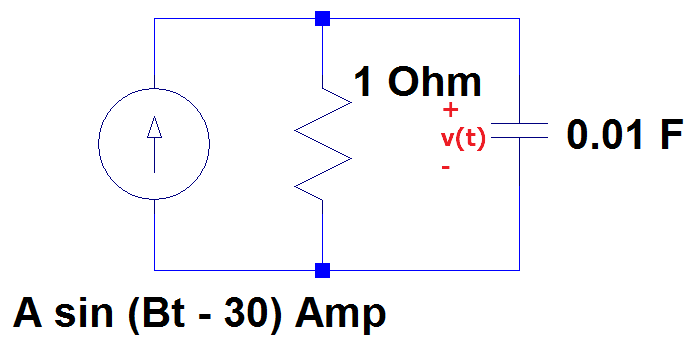 1 Ohm
+
v(t)
-
0.01 F
A sin (Bt - 30) Amp